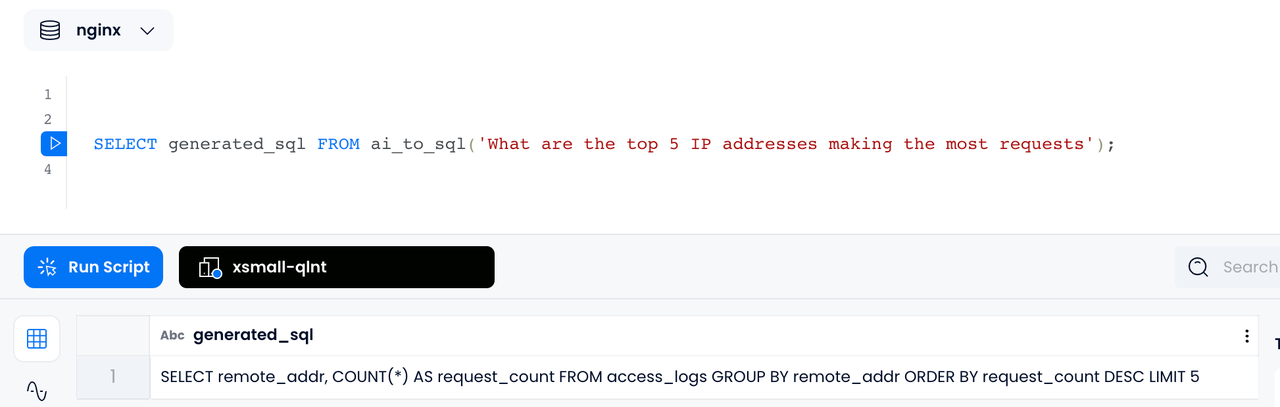 nginx
1
2
SELECT generated_sql FROM ai_to_sql('What are the top 5 IP addresses making the most requests');
4
Run Script
xsmall-qlnt
Search
Abc generated_sql
1 SELECT remote_addr, COUNT(*) AS request_count FROM access_logs GROUP BY remote_addr ORDER BY request_count DESC LIMIT 5